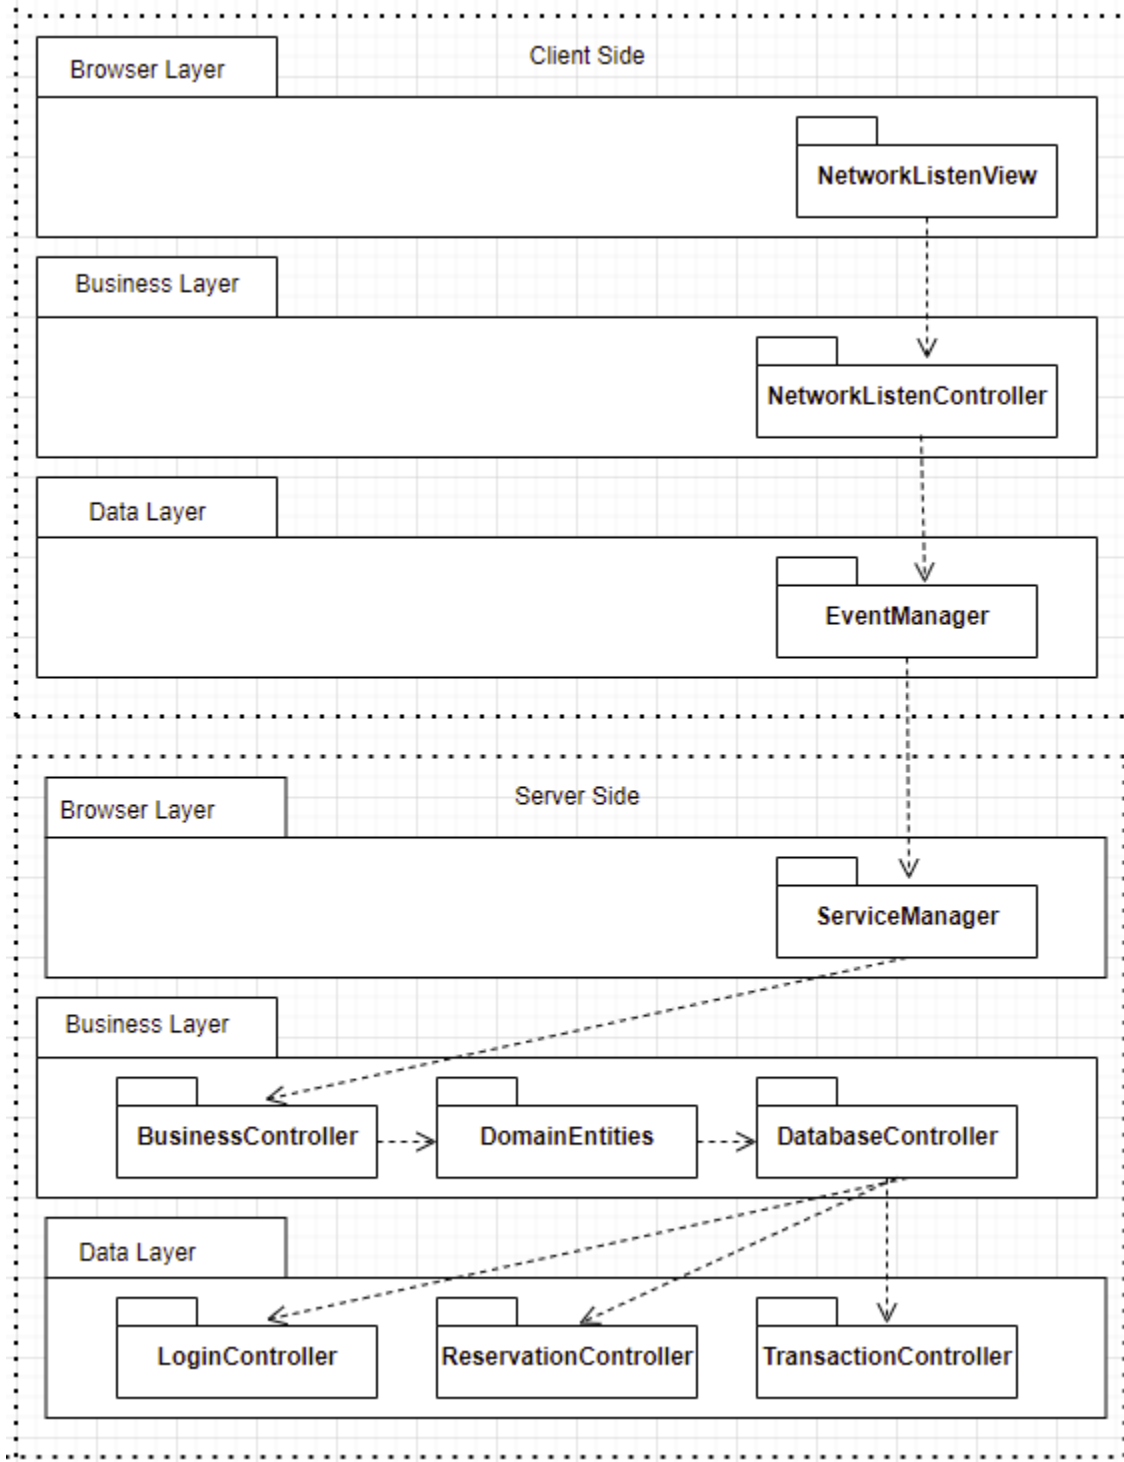 Client Side
Browser Layer
NetworkListenView
Business Layer
NetworkListenController
Data Layer
EventManager
Server Side
Browser Layer
ServiceManager
Business Layer
BusinessController
DomainEntities
DatabaseController
Data Layer
LoginController
ReservationController
TransactionController